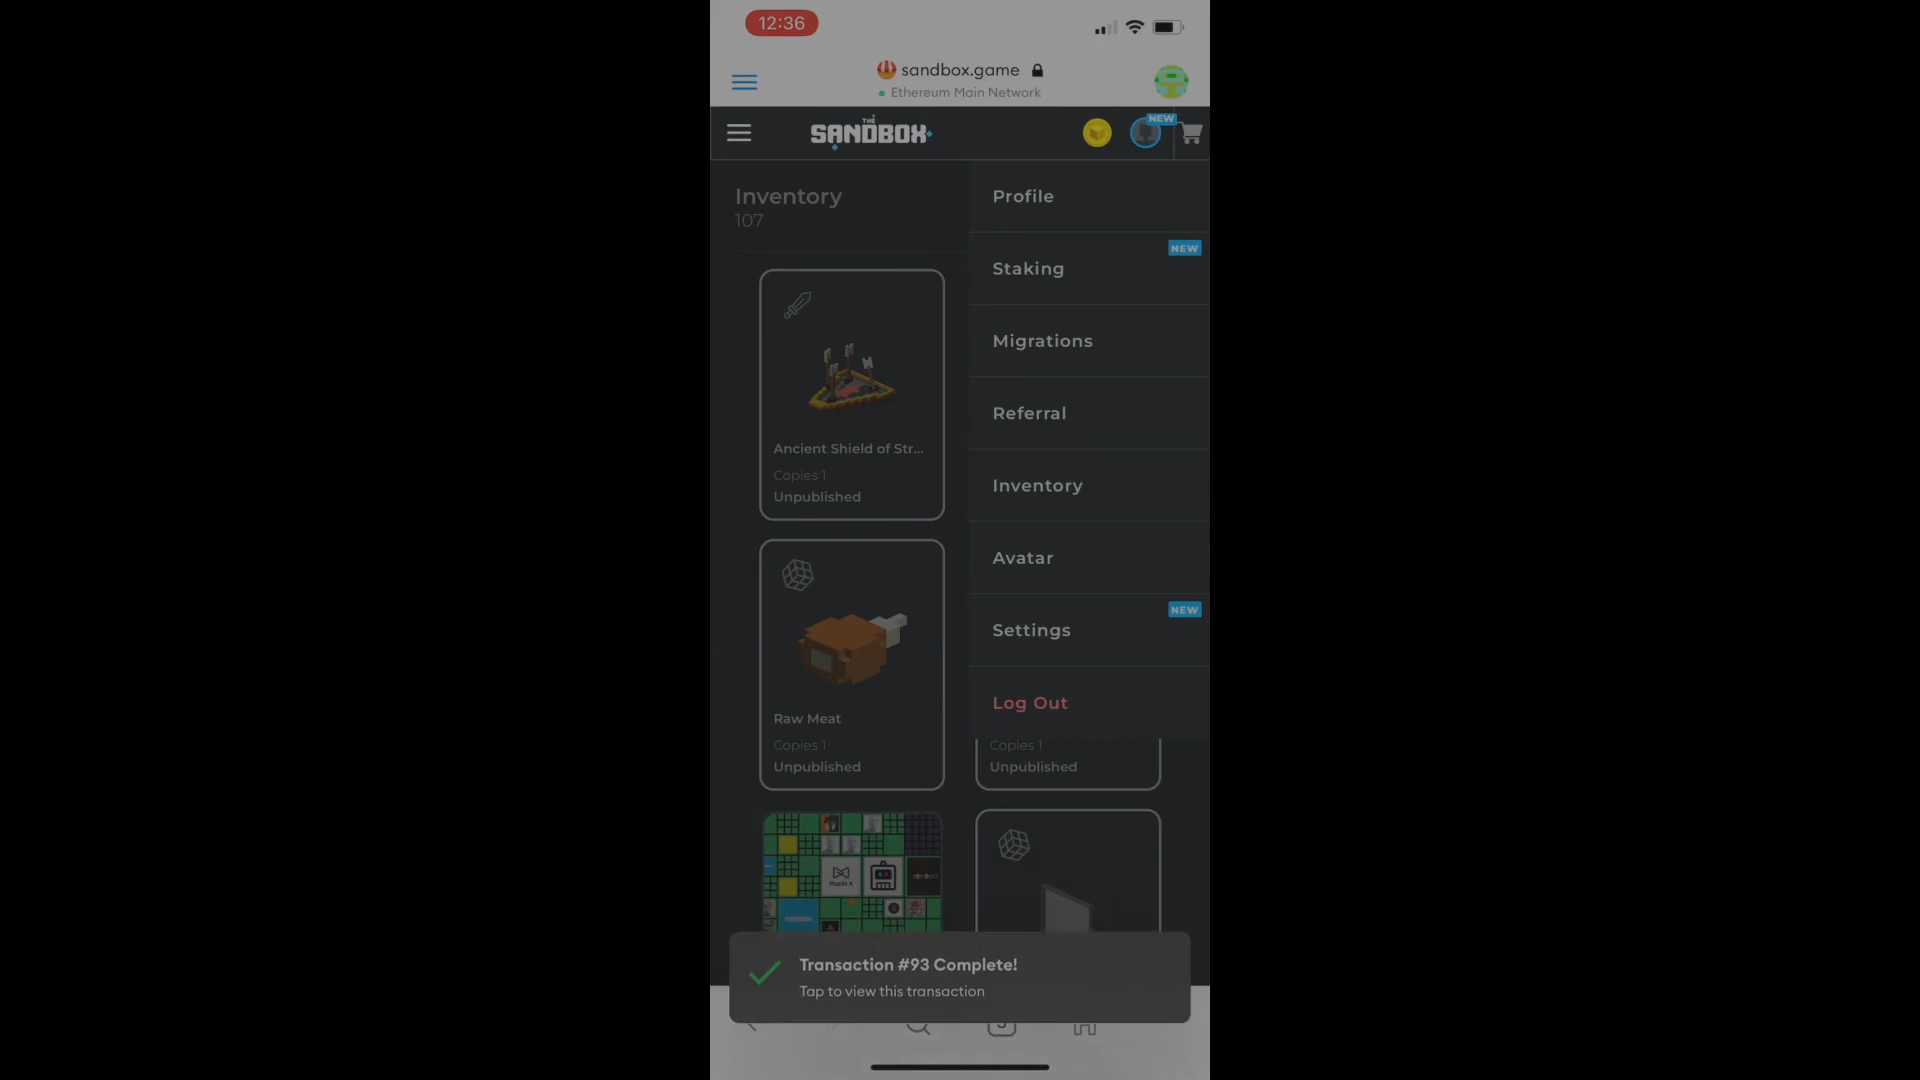 12:36
sandbox.game
Ethereum Main Network
THE
SANDBOX
NEW
Inventory
107
Profile
NEW
Staking
Migrations
Referral
Inventory
Avatar
NEW
Settings
Log Out
Ancient Shield of Str...
Copies 1
Unpublished
Raw Meat
Copies 1
Unpublished
Copies 1
Unpublished
Transaction #93 Complete!
Tap to view this transaction